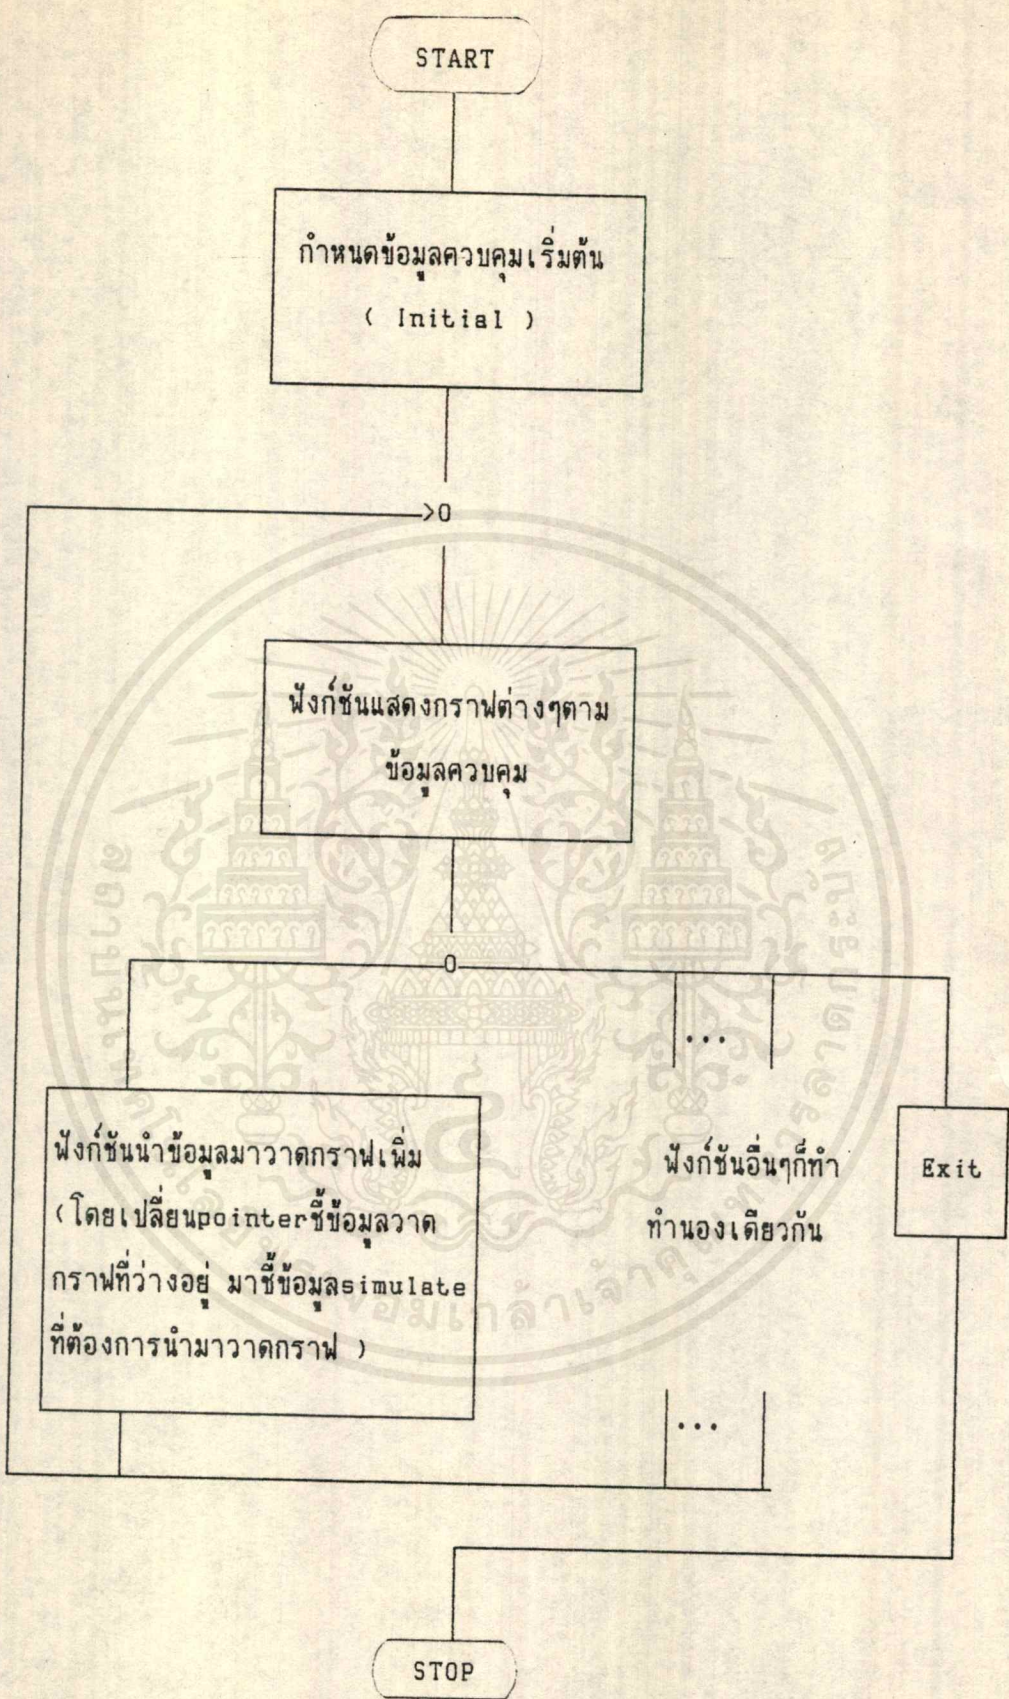 START
กำหนดข้อมูลควบคุมเริ่มต้น
( Initial )
>O
ฟังก์ชันแสดงกราฟต่างๆตาม
ข้อมูลควบคุม
O
...
ฟังก์ชันนำข้อมูลมาวาดกราฟเพิ่ม
(โดยเปลี่ยนpointerชี้ข้อมูลวาด
กราฟที่ว่างอยู่ มาชี้ข้อมูลsimulate
ที่ต้องการนำมาวาดกราฟ )
ฟังก์ชันอื่นๆก็ทำ
ทำนองเดียวกัน
Exit
...
STOP